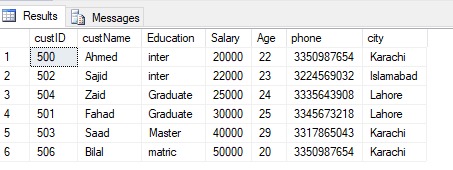 Results Messages
custID custName Education Salary Age phone city
1 500 Ahmed inter 20000 22 3350987654 Karachi
2 502 Sajid inter 22000 23 3224569032 Islamabad
3 504 Zaid Graduate 25000 24 3335643908 Lahore
4 501 Fahad Graduate 30000 25 3345673218 Lahore
5 503 Saad Master 40000 29 3317865043 Karachi
6 506 Bilal matric 50000 20 3350987654 Karachi